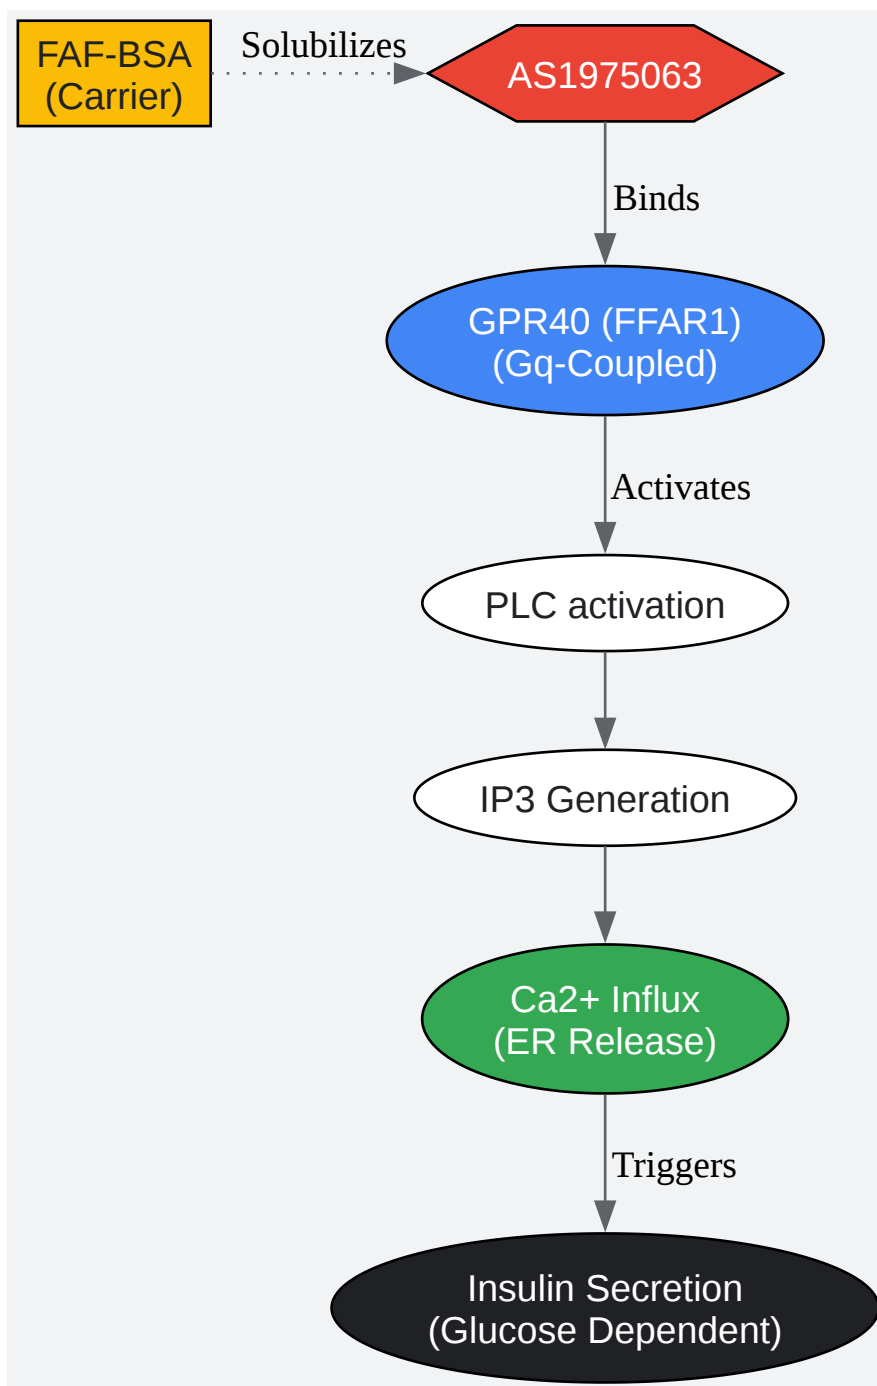 FAF-BSA
(Carrier)
Solubilizes
AS1975063
Binds
GPR40 (FFAR1)
(Gq-Coupled)
Activates
PLC activation
IP3 Generation
Ca2+ Influx
(ER Release)
Triggers
Insulin Secretion
(Glucose Dependent)